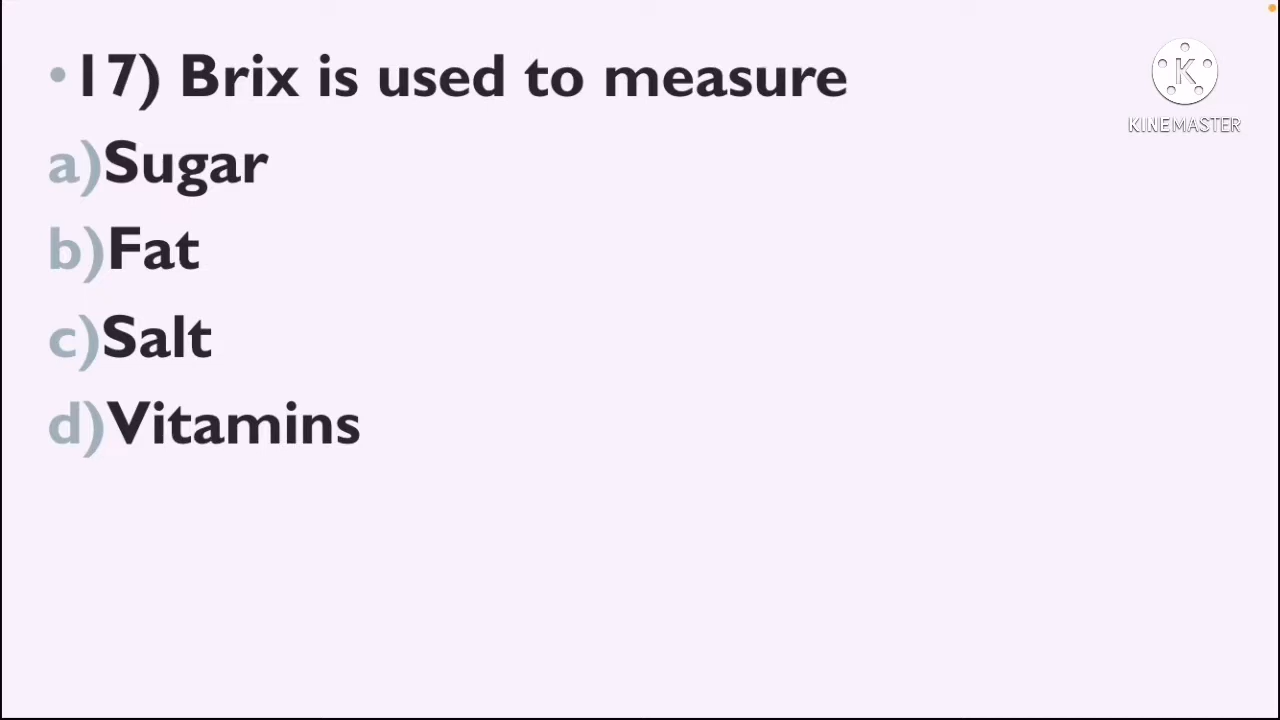 •17) Brix is used to measure
K
KINEMASTER
a)Sugar
b)Fat
c)Salt
d)Vitamins